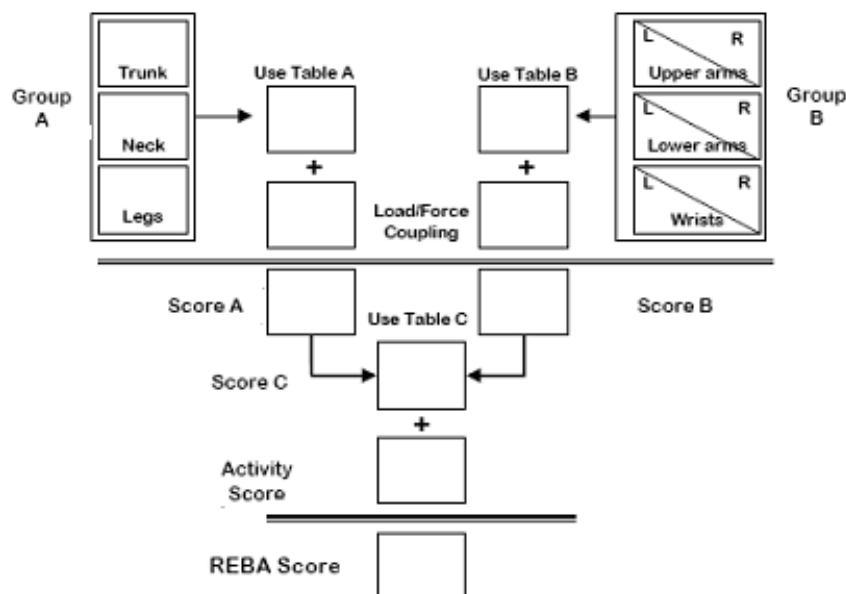 Group
A
Trunk
Neck
Legs
Use Table A
+
Use Table B
+
Load/Force
Coupling
L R
Upper arms
L R
Lower arms
L R
Wrists
Group
B
Score A
Use Table C
Score B
Score C
+
Activity
Score
REBA Score